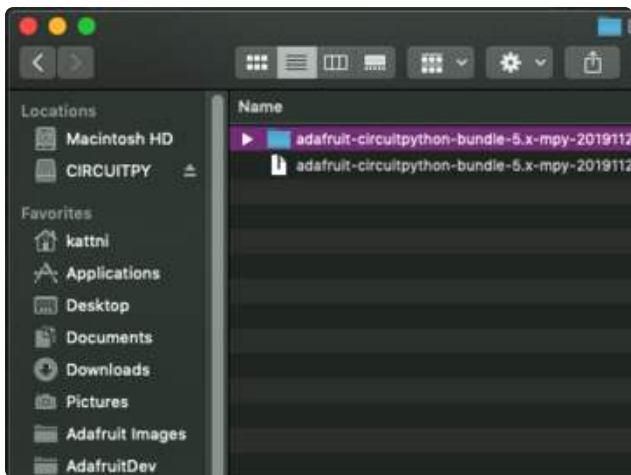 Locations
Macintosh HD
CIRCUITPY
Favorites
kattni
Applications
Desktop
Documents
Downloads
Pictures
Adafruit Images
AdafruitDev
Name
adafruit-circuitpython-bundle-5.x-mpy-2019112
adafruit-circuitpython-bundle-5.x-mpy-2019112